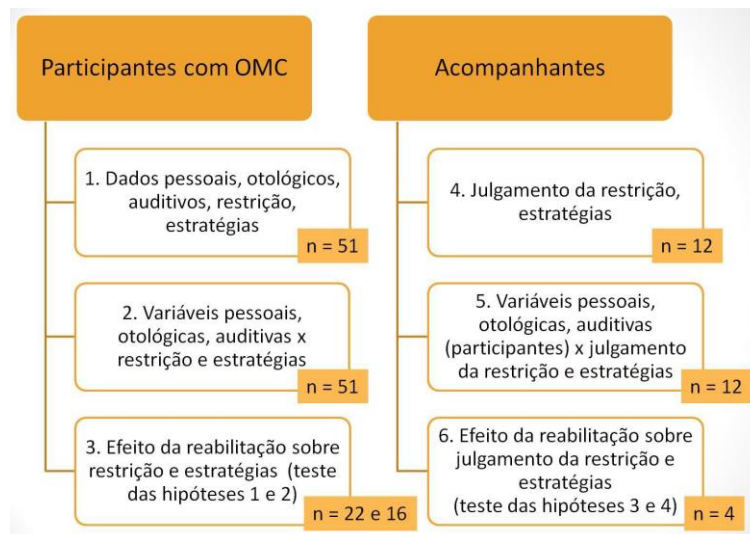 Participantes com OMC
1. Dados pessoais, otológicos,
auditivos, restrição,
estratégias
n = 51
2. Variáveis pessoais,
otológicas, auditivas x
restrição e estratégias
n = 51
3. Efeito da reabilitação sobre
restrição e estratégias (teste
das hipóteses 1 e 2)
n = 22 e 16
Acompanhantes
4. Julgamento da restrição,
estratégias
n = 12
5. Variáveis pessoais,
otológicas, auditivas
(participantes) x julgamento
da restrição e estratégias
n = 12
6. Efeito da reabilitação sobre
julgamento da restrição e
estratégias
(teste das hipóteses 3 e 4)
n = 4